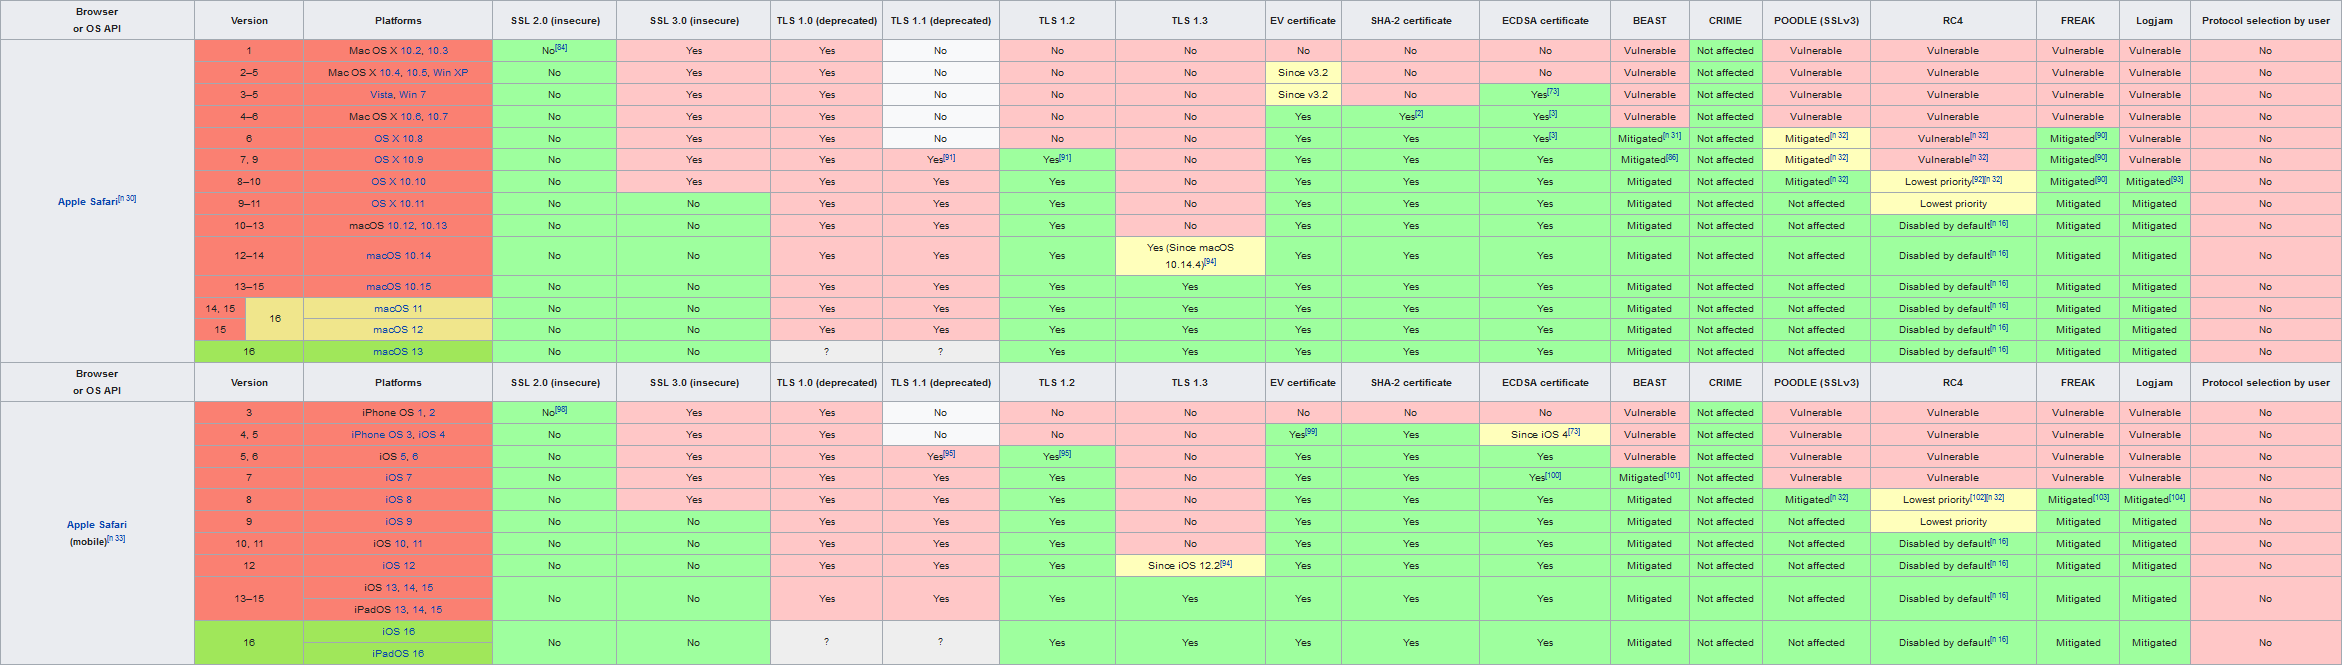 Browser or OS API Version Platforms SSL 2.0 (insecure) SSL 3.0 (insecure) TLS 1.0 (deprecated) TLS 1.1 (deprecated) TLS 1.2 TLS 1.3 EV certificate SHA-2 certificate ECDSA certificate BEAST CRIME POODLE (SSLv3) RC4 FREAK Logjam Protocol selection by user
1 Mac OS X 10.2, 10.3 No[84] Yes Yes No No No No No No Vulnerable Not affected Vulnerable Vulnerable Vulnerable Vulnerable No
2–5 Mac OS X 10.4, 10.5, Win XP No Yes Yes No No No Since v3.2 No No Vulnerable Not affected Vulnerable Vulnerable Vulnerable Vulnerable No
3–5 Vista, Win 7 No Yes Yes No No No Since v3.2 No Yes[73] Vulnerable Not affected Vulnerable Vulnerable Vulnerable Vulnerable No
4–6 Mac OS X 10.6, 10.7 No Yes Yes No No No Yes Yes[2] Yes[3] Vulnerable Not affected Vulnerable Vulnerable Vulnerable Vulnerable No
6 OS X 10.8 No Yes Yes No No No Yes Yes Yes[3] Mitigated[n 31] Not affected Mitigated[n 32] Vulnerable[n 32] Mitigated[90] Vulnerable No
7, 9 OS X 10.9 No Yes Yes Yes[91] Yes[91] No Yes Yes Yes Mitigated[86] Not affected Mitigated[n 32] Vulnerable[n 32] Mitigated[90] Vulnerable No
8–10 OS X 10.10 No Yes Yes Yes Yes No Yes Yes Yes Mitigated Not affected Mitigated[n 32] Lowest priority[92][n 32] Mitigated[90] Mitigated[93] No
Apple Safari[n 30]
9–11 OS X 10.11 No No Yes Yes Yes No Yes Yes Yes Mitigated Not affected Not affected Lowest priority Mitigated Mitigated No
10–13 macOS 10.12, 10.13 No No Yes Yes Yes No Yes Yes Yes Mitigated Not affected Not affected Disabled by default[n 16] Mitigated Mitigated No
12–14 macOS 10.14 No No Yes Yes Yes Yes (Since macOS 10.14.4)[94] Yes Yes Yes Mitigated Not affected Not affected Disabled by default[n 16] Mitigated Mitigated No
13–15 macOS 10.15 No No Yes Yes Yes Yes Yes Yes Yes Mitigated Not affected Not affected Disabled by default[n 16] Mitigated Mitigated No
14, 15 16 macOS 11 No No Yes Yes Yes Yes Yes Yes Yes Mitigated Not affected Not affected Disabled by default[n 16] Mitigated Mitigated No
15 macOS 12 No No Yes Yes Yes Yes Yes Yes Yes Mitigated Not affected Not affected Disabled by default[n 16] Mitigated Mitigated No
16 macOS 13 No No ? ? Yes Yes Yes Yes Yes Mitigated Not affected Not affected Disabled by default[n 16] Mitigated Mitigated No
Browser or OS API Version Platforms SSL 2.0 (insecure) SSL 3.0 (insecure) TLS 1.0 (deprecated) TLS 1.1 (deprecated) TLS 1.2 TLS 1.3 EV certificate SHA-2 certificate ECDSA certificate BEAST CRIME POODLE (SSLv3) RC4 FREAK Logjam Protocol selection by user
3 iPhone OS 1, 2 No[98] Yes Yes No No No No No No Vulnerable Not affected Vulnerable Vulnerable Vulnerable Vulnerable No
4, 5 iPhone OS 3, iOS 4 No Yes Yes No No No Yes[99] Yes Since iOS 4[73] Vulnerable Not affected Vulnerable Vulnerable Vulnerable Vulnerable No
5, 6 iOS 5, 6 No Yes Yes Yes[95] Yes[95] No Yes Yes Yes Vulnerable Not affected Vulnerable Vulnerable Vulnerable Vulnerable No
7 iOS 7 No Yes Yes Yes Yes No Yes Yes Yes[100] Mitigated[101] Not affected Vulnerable Vulnerable Vulnerable Vulnerable No
8 iOS 8 No Yes Yes Yes Yes No Yes Yes Yes Mitigated Not affected Mitigated[n 32] Lowest priority[102][n 32] Mitigated[103] Mitigated[104] No
Apple Safari
(mobile)[n 33]
9 iOS 9 No No Yes Yes Yes No Yes Yes Yes Mitigated Not affected Not affected Lowest priority Mitigated Mitigated No
10, 11 iOS 10, 11 No No Yes Yes Yes No Yes Yes Yes Mitigated Not affected Not affected Disabled by default[n 16] Mitigated Mitigated No
12 iOS 12 No No Yes Yes Yes Since iOS 12.2[94] Yes Yes Yes Mitigated Not affected Not affected Disabled by default[n 16] Mitigated Mitigated No
13–15 iOS 13, 14, 15
iPadOS 13, 14, 15 No No Yes Yes Yes Yes Yes Yes Yes Mitigated Not affected Not affected Disabled by default[n 16] Mitigated Mitigated No
16 iOS 16
iPadOS 16 No No ? ? Yes Yes Yes Yes Yes Mitigated Not affected Not affected Disabled by default[n 16] Mitigated Mitigated No